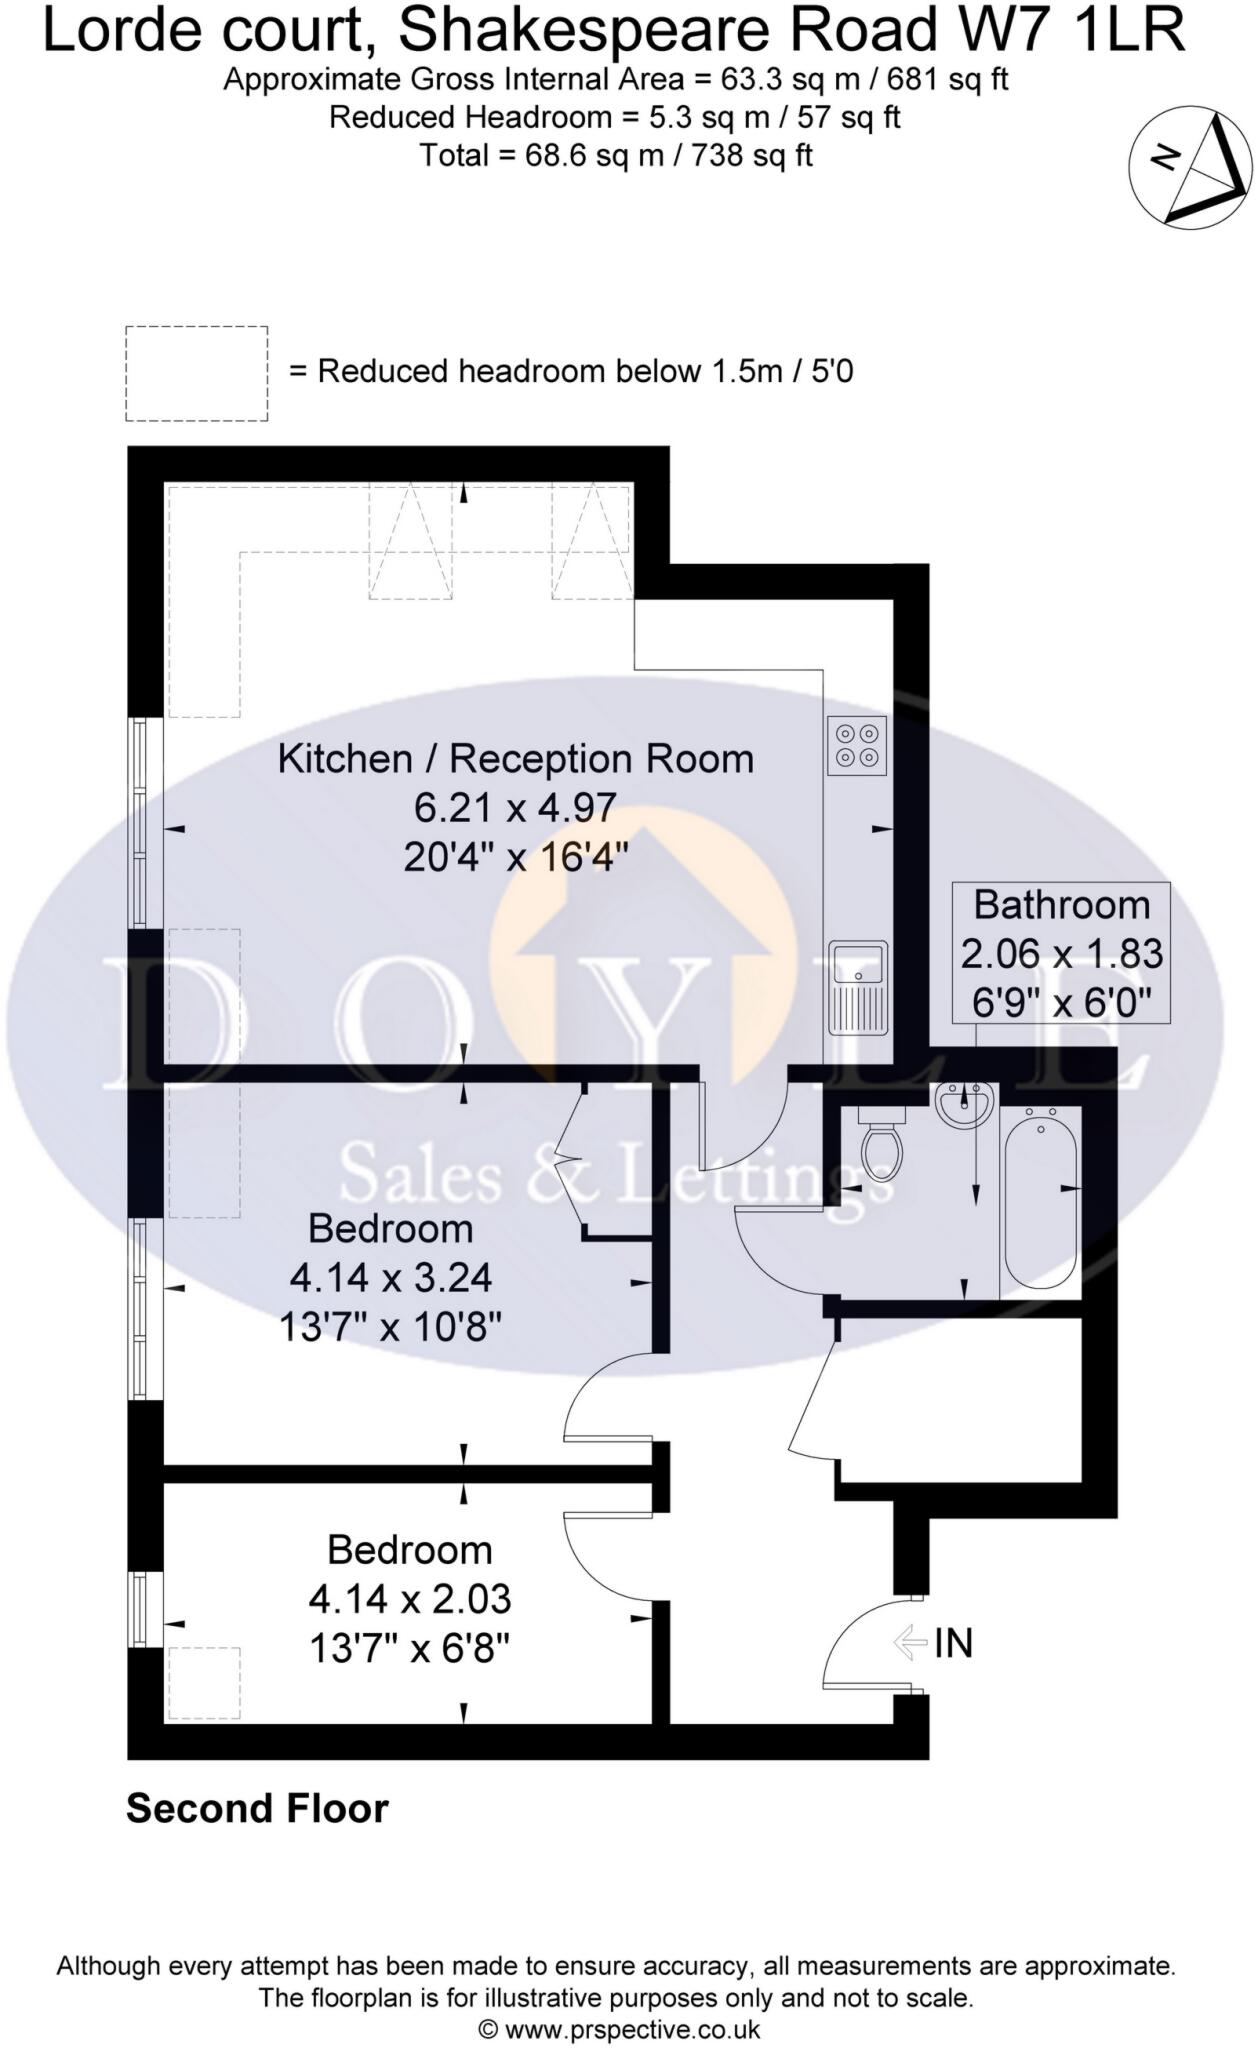 Lorde court, Shakespeare Road W7 1LR
Approximate Gross Internal Area = 63.3 sq m / 681 sq ft
Reduced Headroom = 5.3 sq m / 57 sq ft
Total = 68.6 sq m / 738 sq ft
N
= Reduced headroom below 1.5m / 5'0
Kitchen / Reception Room
6.21 x 4.97
20'4" x 16'4"
Bathroom
2.06 x 1.83
6'9" x 6'0"
DOYLE
Sales & Lettings
Bedroom
4.14 x 3.24
13'7" x 10'8"
Bedroom
4.14 x 2.03
13'7" x 6'8"
IN
Second Floor
Although every attempt has been made to ensure accuracy, all measurements are approximate.
The floorplan is for illustrative purposes only and not to scale.
© www.prspective.co.uk